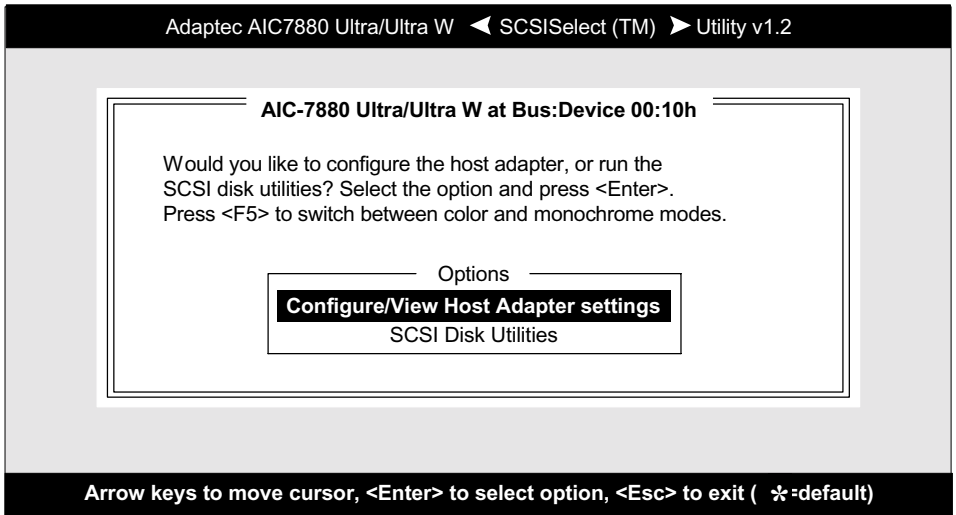 Adaptec AIC7880 Ultra/Ultra W ◄ SCSISelect (TM) ► Utility v1.2
AIC-7880 Ultra/Ultra W at Bus:Device 00:10h
Would you like to configure the host adapter, or run the
SCSI disk utilities? Select the option and press <Enter>.
Press <F5> to switch between color and monochrome modes.
Options
Configure/View Host Adapter settings
SCSI Disk Utilities
Arrow keys to move cursor, <Enter> to select option, <Esc> to exit ( *=default)